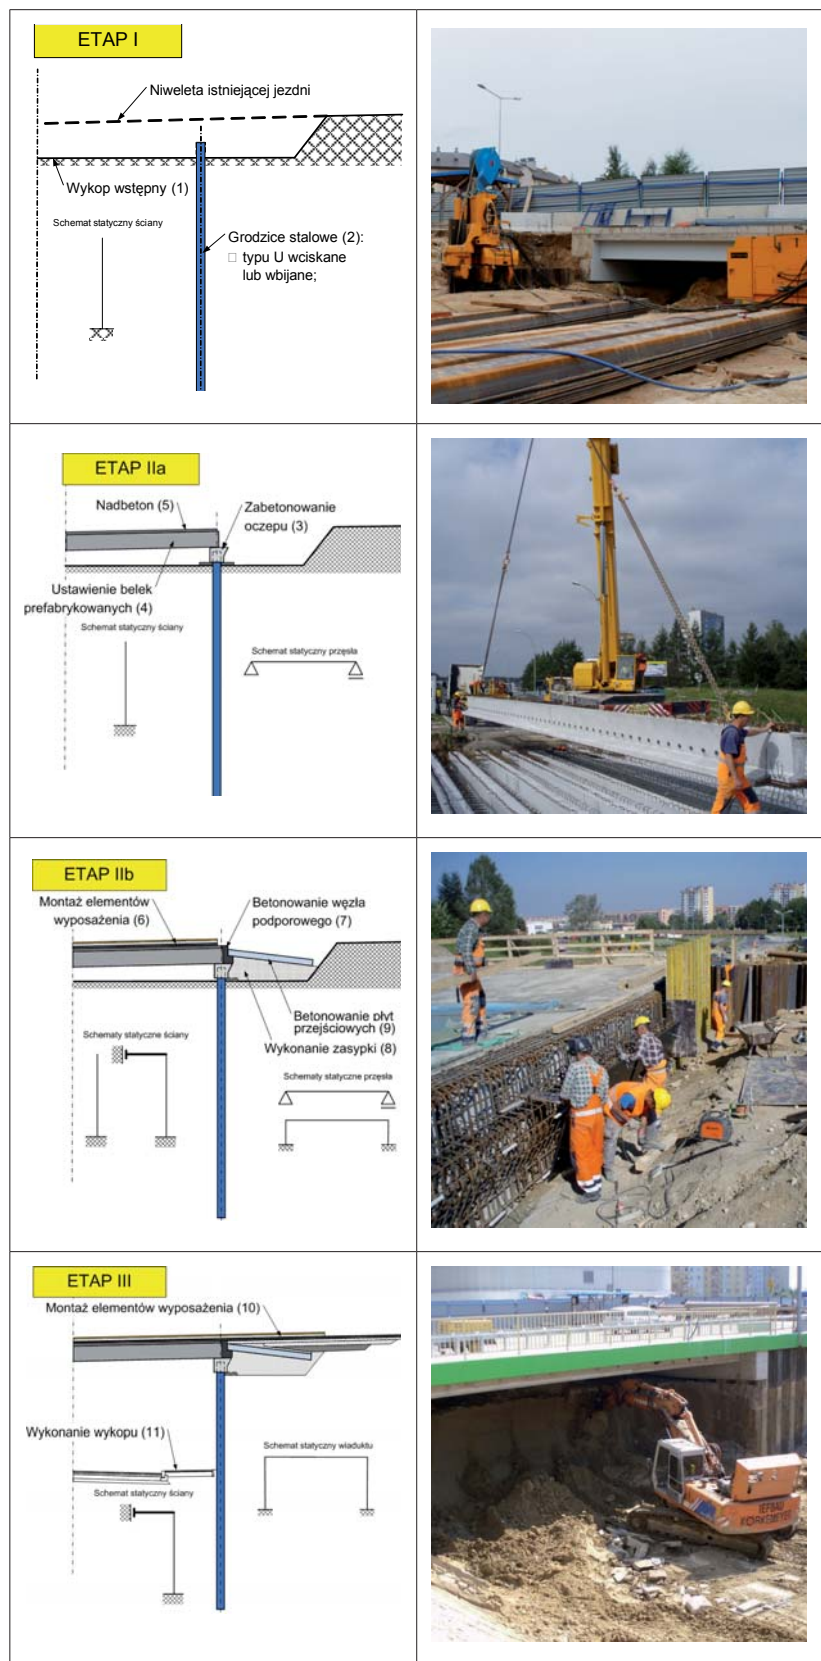 ETAP I
Niweleta istniejącej jezdni
Wykop wstępny (1)
Schemat statyczny ściany
Grodzice stalowe (2):
□ typu U wciskane
lub wbijane;
ETAP IIa
Nadbeton (5)
Zabetonowanie
oczepu (3)
Ustawienie belek
prefabrykowanych (4)
Schemat statyczny ściany
Schemat statyczny przęsła
ETAP IIb
Montaż elementów
wyposażenia (6)
Betonowanie węzła
podporowego (7)
Betonowanie płyt
przejściowych (9)
Wykonanie zasypki (8)
Schematy statyczne ściany
Schematy statyczne przęsła
ETAP III
Montaż elementów wyposażenia (10)
Wykonanie wykopu (11)
Schemat statyczny ściany
Schemat statyczny wiaduktu